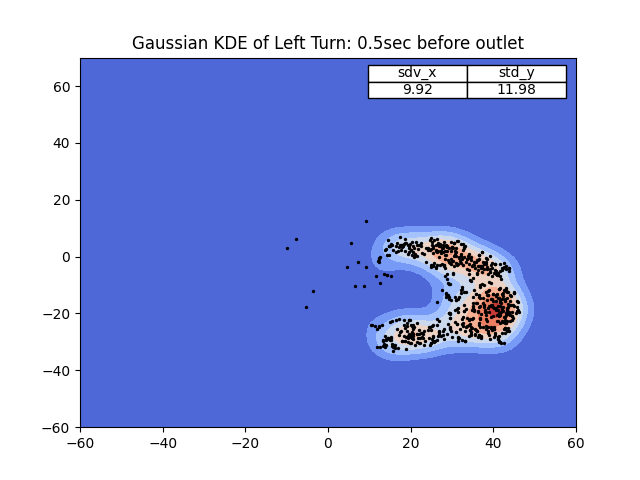 Gaussian KDE of Left Turn: 0.5sec before outlet
sdv_x std_y
9.92 11.98
60
40
20
0
−20
−40
−60
−60 −40 −20 0 20 40 60